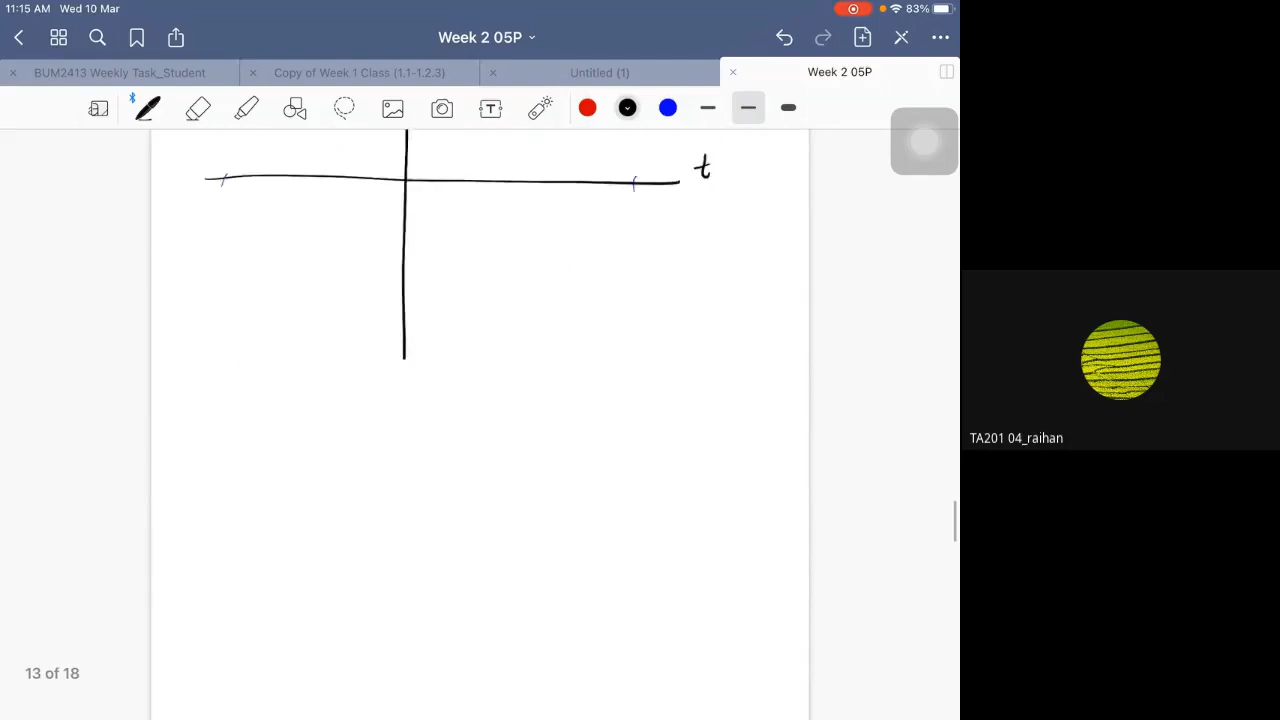 11:15 AM Wed 10 Mar
83%
Week 2 05P
BUM2413 Weekly Task_Student
Copy of Week 1 Class (1.1-1.2.3)
Untitled (1)
Week 2 05P
T
t
TA201 04_raihan
13 of 18